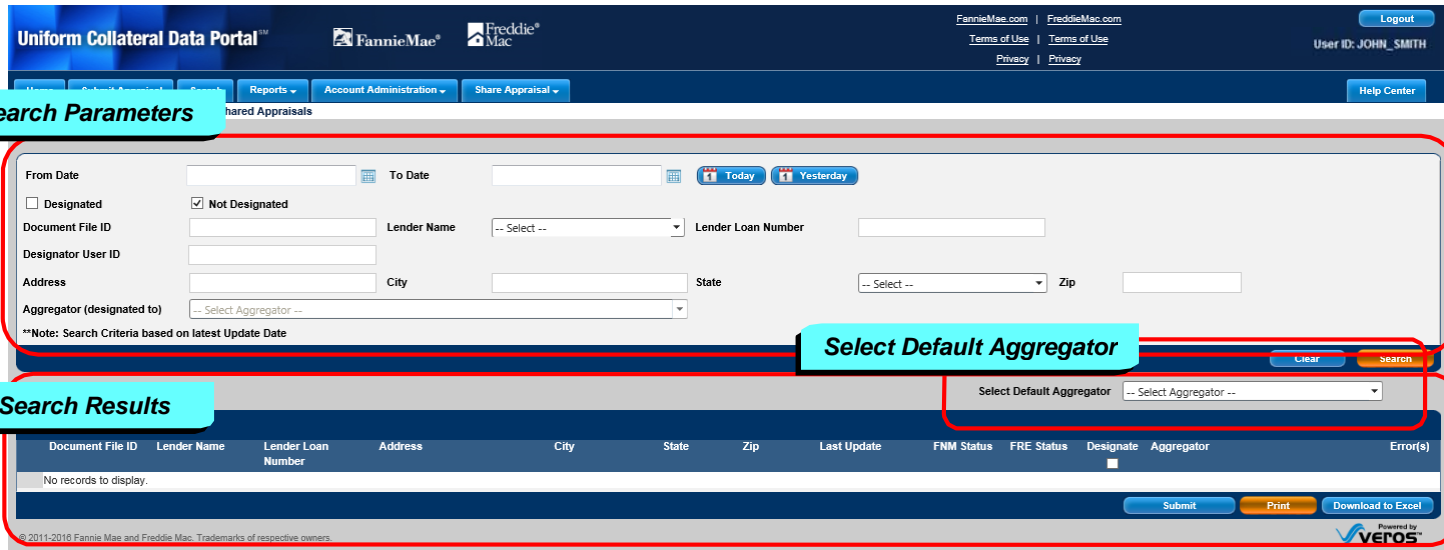 Uniform Collateral Data Portal℠ FannieMae® Freddie Mac® FannieMae.com | FreddieMac.com Logout
Terms of Use | Terms of Use
User ID: JOHN_SMITH
Privacy | Privacy
Reports Account Administration Share Appraisal Help Center
earch Parameters hared Appraisals
From Date To Date 1 Today 1 Yesterday
Designated Not Designated
Document File ID Lender Name -- Select -- Lender Loan Number
Designator User ID
Address City State -- Select -- Zip
Aggregator (designated to) -- Select Aggregator --
**Note: Search Criteria based on latest Update Date
Select Default Aggregator
Clear Search
Select Default Aggregator -- Select Aggregator --
Search Results
Document File ID Lender Name Lender Loan Number Address City State Zip Last Update FNM Status FRE Status Designate Aggregator Error(s)
No records to display.
Submit Print Download to Excel
© 2011-2016 Fannie Mae and Freddie Mac. Trademarks of respective owners. Powered by VEROS™